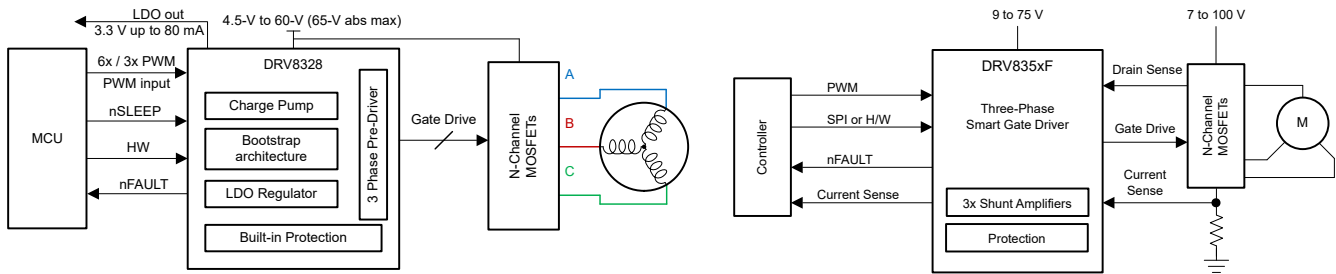 LDO out
3.3 V up to 80 mA
4.5-V to 60-V (65-V abs max)
MCU
6x / 3x PWM
PWM input
nSLEEP
HW
nFAULT
DRV8328
Charge Pump
Bootstrap
architecture
LDO Regulator
Built-in Protection
3 Phase Pre-Driver
Gate Drive
N-Channel
MOSFETs
A
B
C
9 to 75 V
7 to 100 V
Controller
PWM
SPI or H/W
nFAULT
Current Sense
DRV835xF
Three-Phase
Smart Gate Driver
3x Shunt Amplifiers
Protection
Drain Sense
Gate Drive
Current
Sense
N-Channel
MOSFETs
M